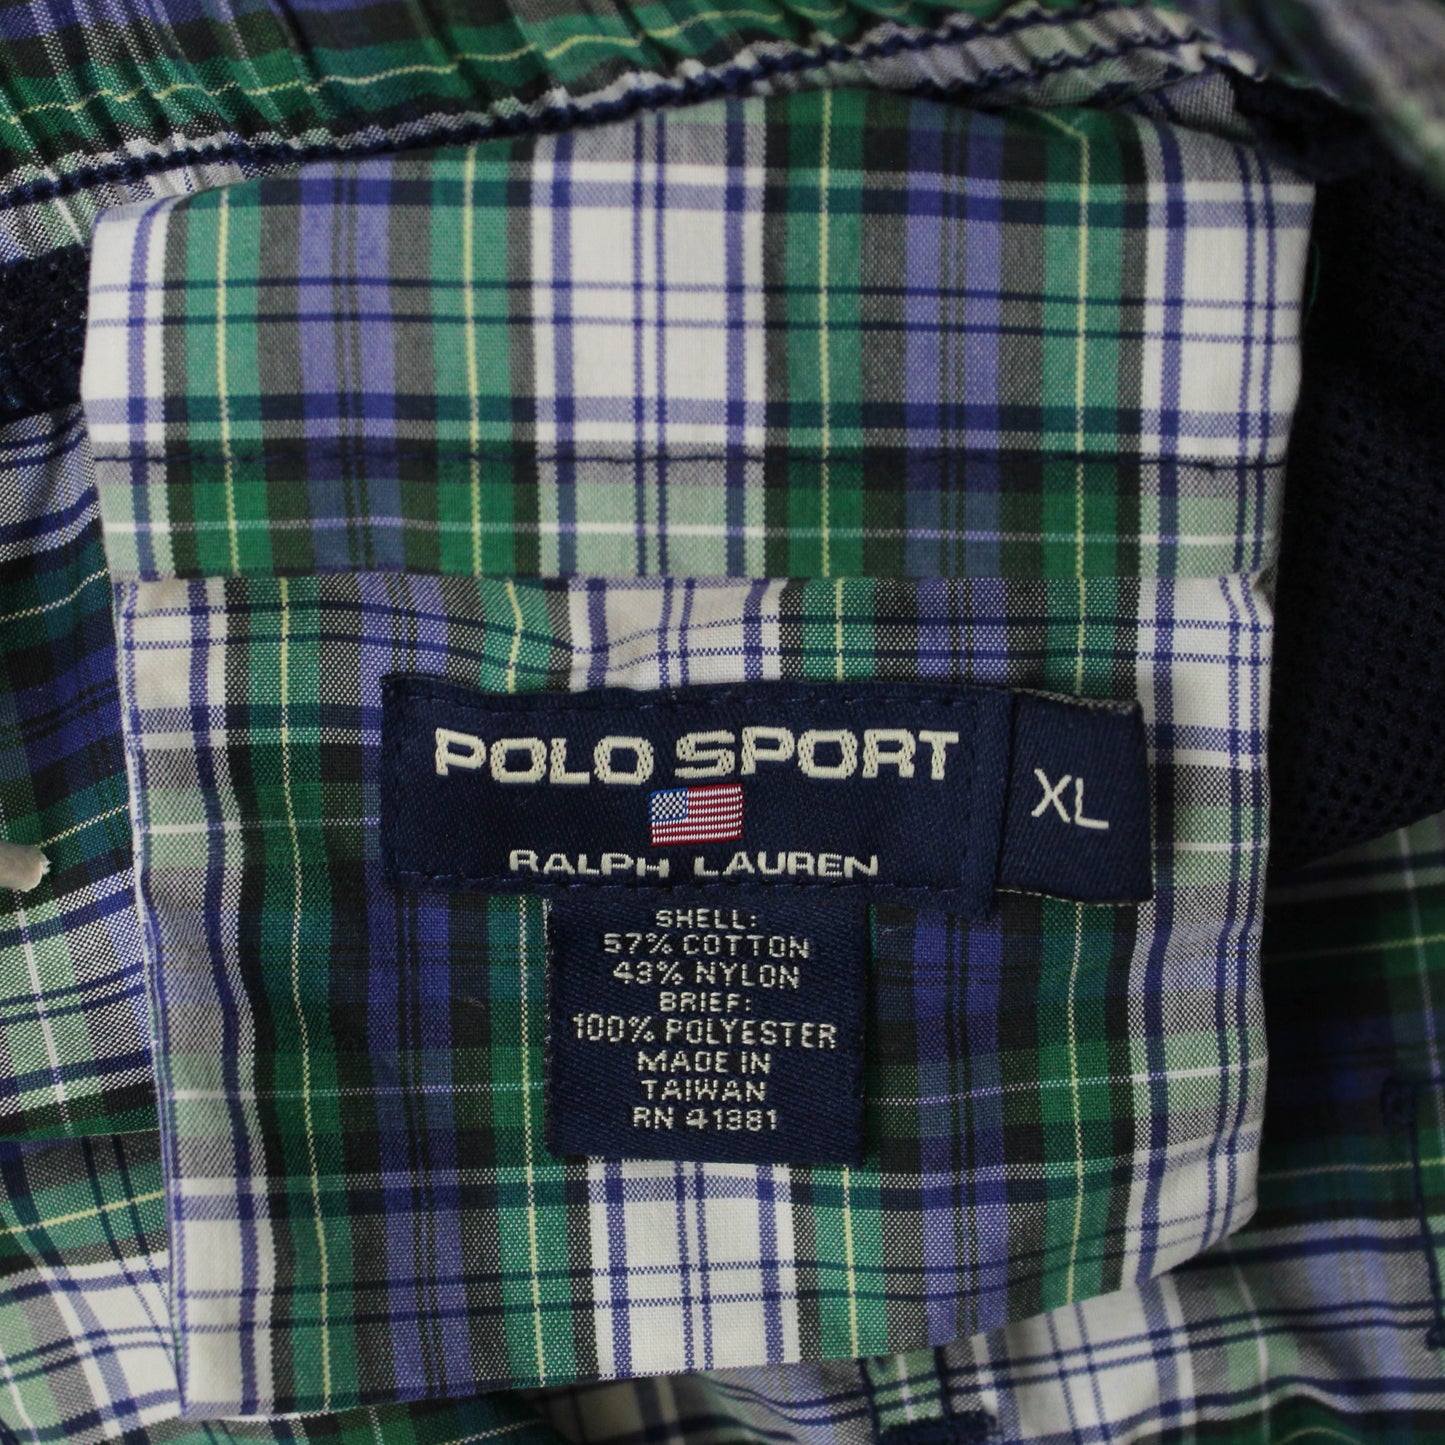 POLO SPORT
RALPH LAUREN
XL
SHELL:
57% COTTON
43% NYLON
BRIEF:
100% POLYESTER
MADE IN
TAIWAN
RN 41381